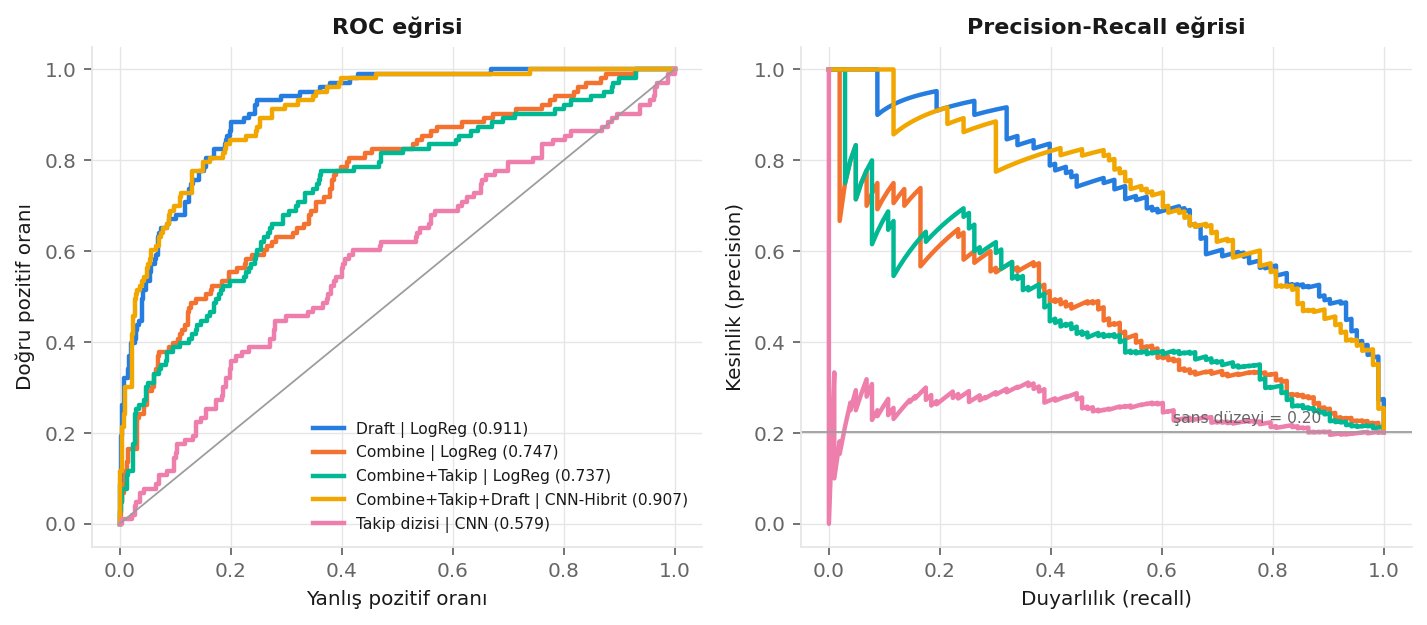 ROC eğrisi
Doğru pozitif oranı
1.0
0.8
0.6
0.4
0.2
0.0
Draft | LogReg (0.911)
Combine | LogReg (0.747)
Combine+Takip | LogReg (0.737)
Combine+Takip+Draft | CNN-Hibrit (0.907)
Takip dizisi | CNN (0.579)
0.0 0.2 0.4 0.6 0.8 1.0
Yanlış pozitif oranı
Precision-Recall eğrisi
Kesinlik (precision)
1.0
0.8
0.6
0.4
0.2
0.0
şans düzeyi = 0.20
0.0 0.2 0.4 0.6 0.8 1.0
Duyarlılık (recall)